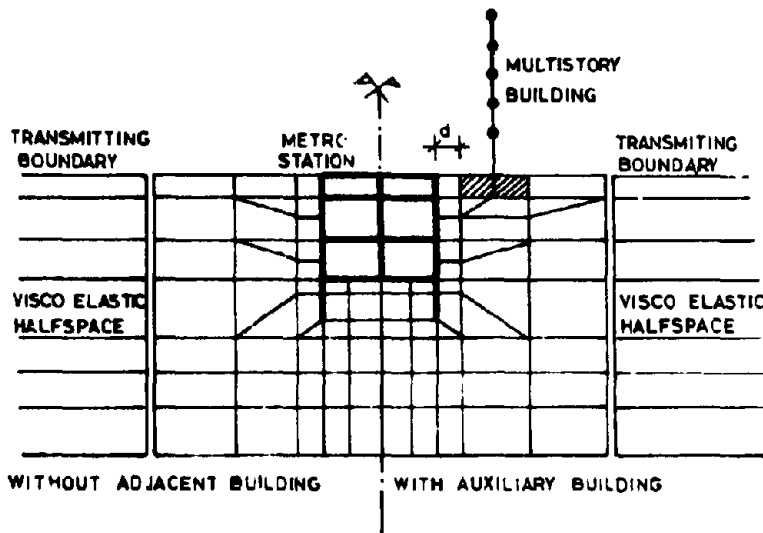 MULTISTORY
BUILDING
d
TRANSMITTING
BOUNDARY
METRO-
STATION
TRANSMITING
BOUNDARY
VISCO ELASTIC
HALFSPACE
VISCO ELASTIC
HALFSPACE
WITHOUT ADJACENT BUILDING
WITH AUXILIARY BUILDING